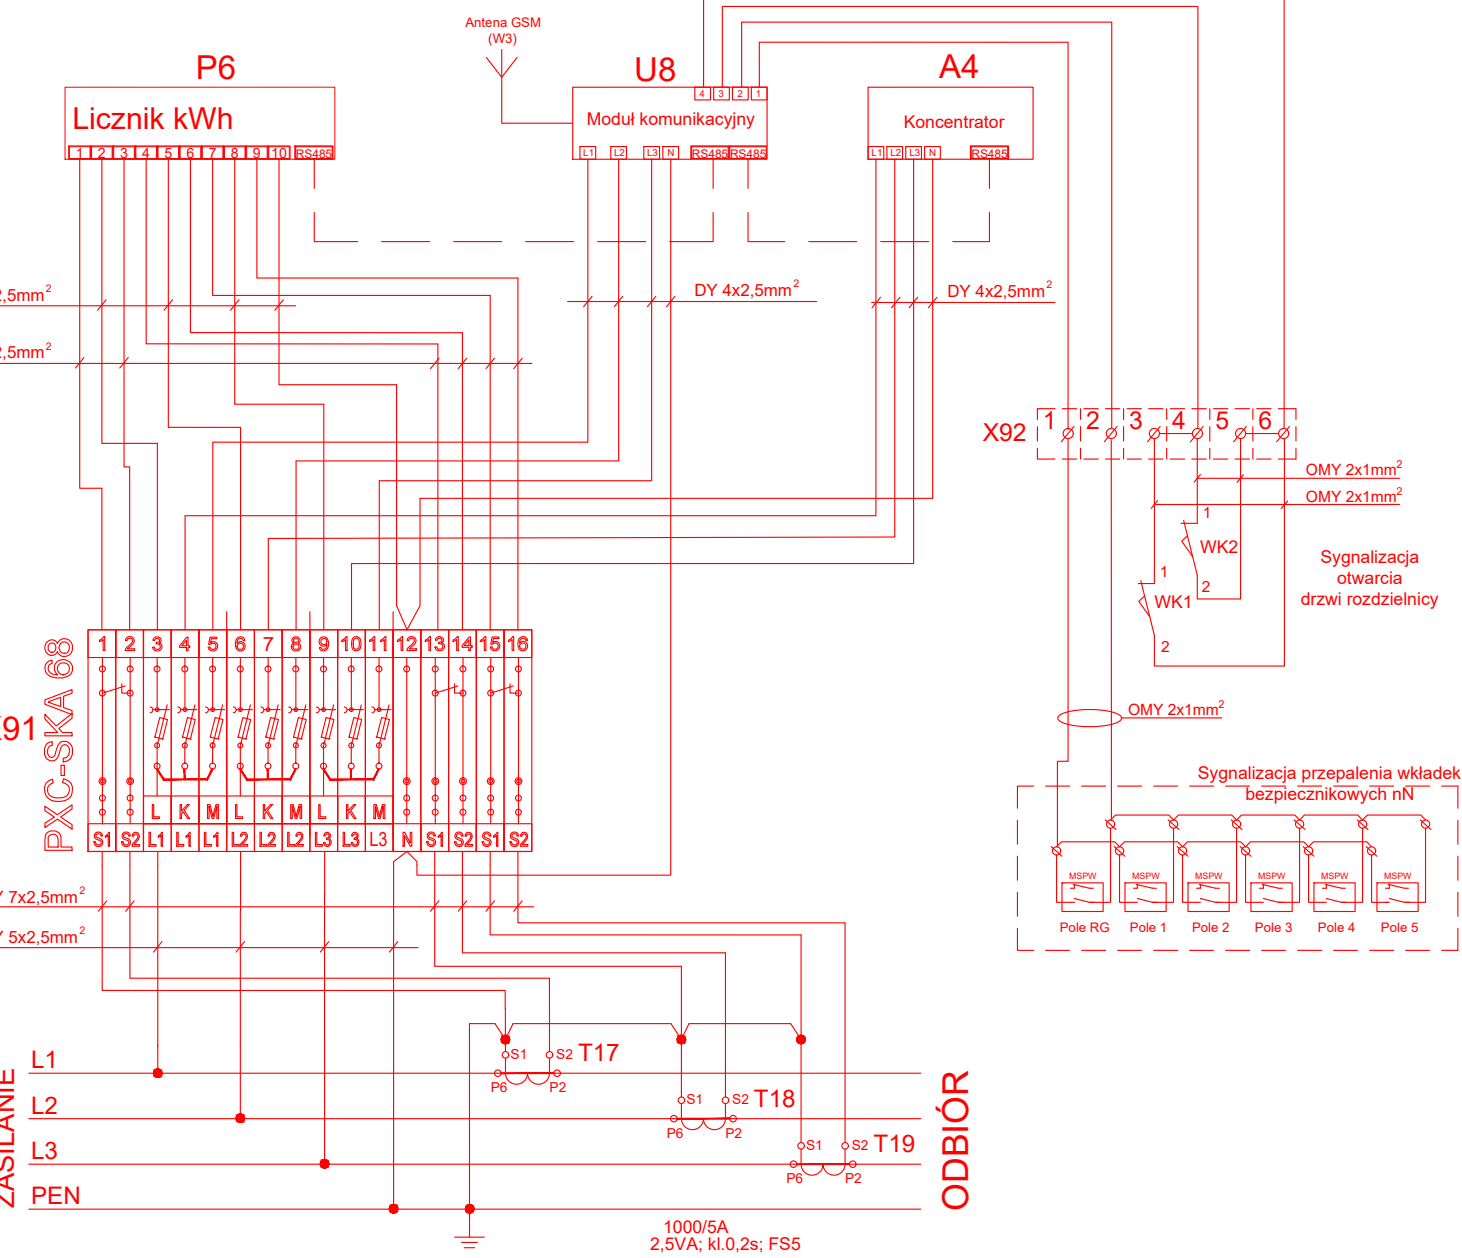 Antena GSM
(W3)
P6
U8
A4
Licznik kWh
1 2 3 4 5 6 7 8 9 10 RS485
4 3 2 1
Moduł komunikacyjny
L1 L2 L3 N RS485 RS485
Koncentrator
L1 L2 L3 N RS485
2,5mm²
DY 4x2,5mm²
DY 4x2,5mm²
2,5mm²
X92
1 2 3 4 5 6
OMY 2x1mm²
OMY 2x1mm²
1
WK2
2
1
WK1
2
Sygnalizacja
otwarcia
drzwi rozdzielnicy
OMY 2x1mm²
Sygnalizacja przepalenia wkładek
bezpiecznikowych nN
MSPW MSPW MSPW MSPW MSPW MSPW
Pole RG Pole 1 Pole 2 Pole 3 Pole 4 Pole 5
91
PXC-SKA 68
1 2 3 4 5 6 7 8 9 10 11 12 13 14 15 16
L K M L K M L K M
S1 S2 L1 L1 L1 L2 L2 L2 L3 L3 L3 N S1 S2 S1 S2
Y 7x2,5mm²
Y 5x2,5mm²
ZASILANIE
L1
L2
L3
PEN
S1 S2 T17
P6 P2
S1 S2 T18
P6 P2
S1 S2 T19
P6 P2
ODBIÓR
1000/5A
2,5VA; kl.0,2s; FS5